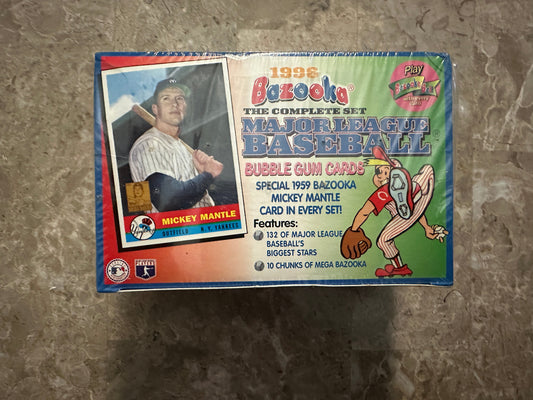 1996
Bazooka
THE COMPLETE SET
MAJOR LEAGUE
BASEBALL
BUBBLE GUM CARDS
SPECIAL 1959 BAZOOKA
MICKEY MANTLE
CARD IN EVERY SET!
Features:
132 OF MAJOR LEAGUE
BASEBALL'S
BIGGEST STARS
10 CHUNKS OF MEGA BAZOOKA
Play
MICKEY MANTLE
OUTFIELD N.Y. YANKEES